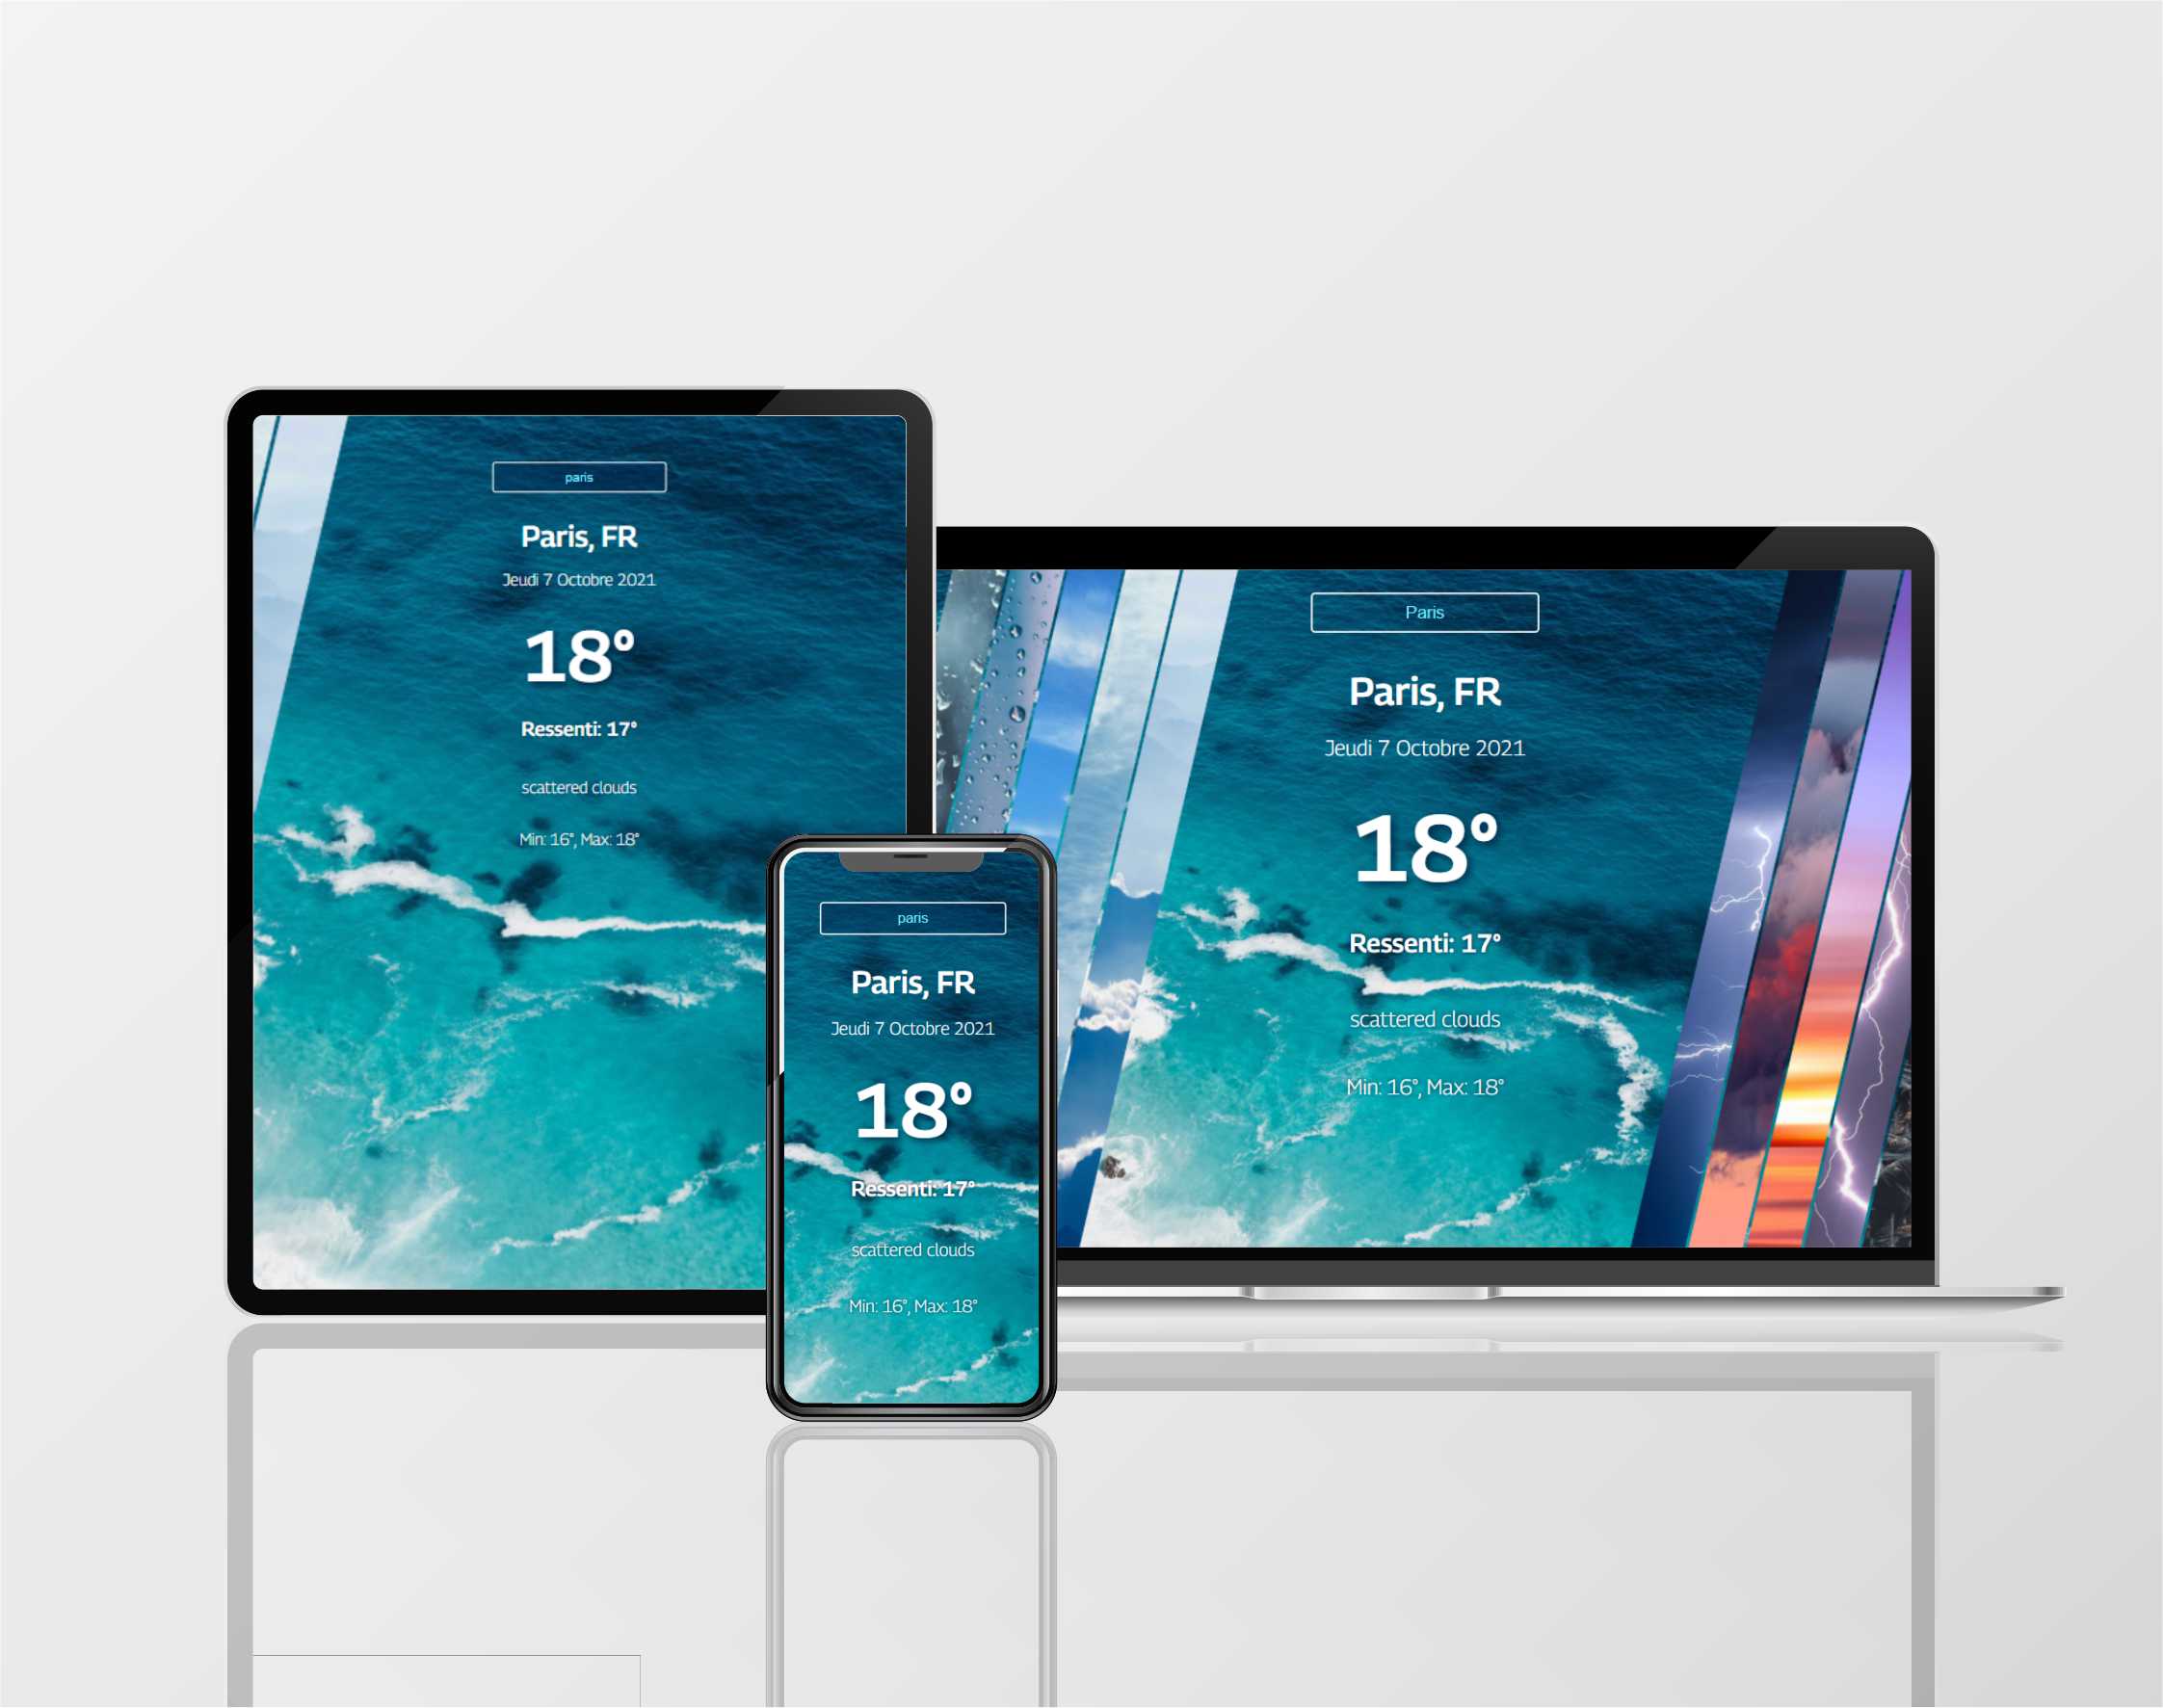 paris
Paris, FR
Jeudi 7 Octobre 2021
18°
Ressenti: 17°
scattered clouds
Min: 16°, Max: 18°
paris
Paris, FR
Jeudi 7 Octobre 2021
18°
Ressenti: 17°
scattered clouds
Min: 16°, Max: 18°
Paris
Paris, FR
Jeudi 7 Octobre 2021
18°
Ressenti: 17°
scattered clouds
Min: 16°, Max: 18°